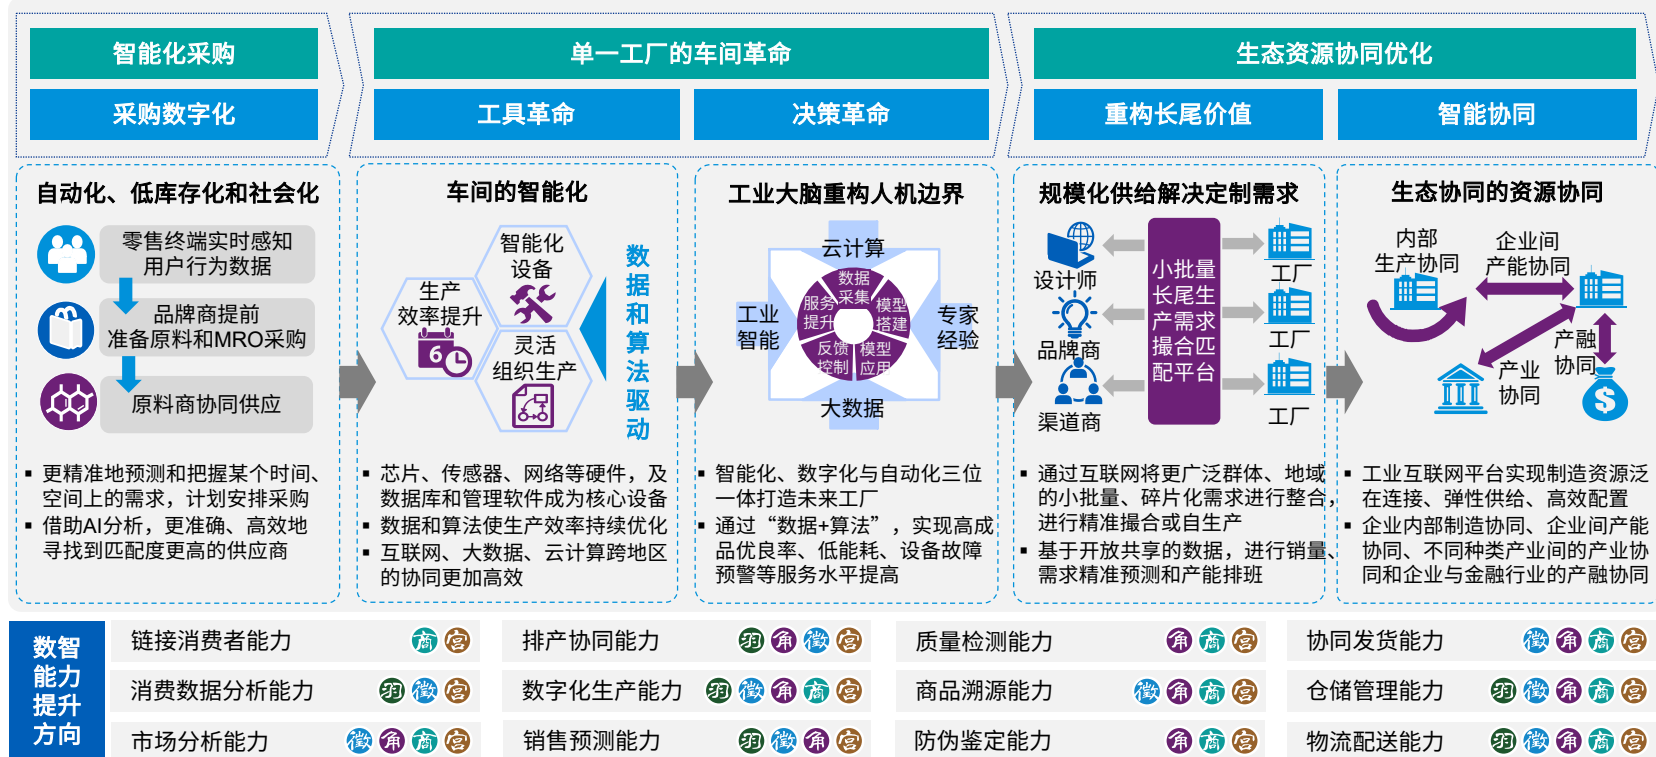 智能化采购
单一工厂的车间革命
生态资源协同优化
采购数字化
工具革命
决策革命
重构长尾价值
智能协同
自动化、低库存化和社会化
零售终端实时感知
用户行为数据
品牌商提前
准备原料和MRO采购
原料商协同供应
▪ 更精准地预测和把握某个时间、
空间上的需求，计划安排采购
▪ 借助AI分析，更准确、高效地
寻找到匹配度更高的供应商
车间的智能化
智能化
设备
生产
效率提升
6
灵活
组织生产
数
据
和
算
法
驱
动
▪ 芯片、传感器、网络等硬件，及
数据库和管理软件成为核心设备
▪ 数据和算法使生产效率持续优化
▪ 互联网、大数据、云计算跨地区
的协同更加高效
工业大脑重构人机边界
云计算
数据
采集
服务
提升
模型
搭建
反馈
控制
模型
应用
工业
智能
专家
经验
大数据
▪ 智能化、数字化与自动化三位
一体打造未来工厂
▪ 通过“数据+算法”，实现高成
品优良率、低能耗、设备故障
预警等服务水平提高
规模化供给解决定制需求
设计师
品牌商
渠道商
小批量
长尾生
产需求
撮合匹
配平台
工厂
工厂
工厂
▪ 通过互联网将更广泛群体、地域
的小批量、碎片化需求进行整合，
进行精准撮合或自生产
▪ 基于开放共享的数据，进行销量、
需求精准预测和产能排班
生态协同的资源协同
内部
生产协同
企业间
产能协同
产融
协同
产业
协同
$
▪ 工业互联网平台实现制造资源泛
在连接、弹性供给、高效配置
▪ 企业内部制造协同、企业间产能
协同、不同种类产业间的产业协
同和企业与金融行业的产融协同
数智
能力
提升
方向
链接消费者能力 商 宫
排产协同能力 羽 角 徵 宫
质量检测能力 角 商 宫
协同发货能力 徵 角 商 宫
消费数据分析能力 羽 徵 宫
数字化生产能力 羽 徵 角 商 宫
商品溯源能力 徵 角 商 宫
仓储管理能力 羽 徵 角 商 宫
市场分析能力 徵 角 商 宫
销售预测能力 羽 徵 角 宫
防伪鉴定能力 角 商 宫
物流配送能力 羽 徵 角 商 宫